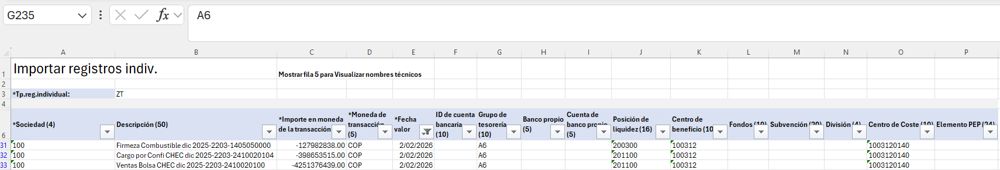 G235 fx A6
A B C D E F G H I J K L M N O P
1 Importar registros indiv. Mostrar fila 5 para Visualizar nombres técnicos
2
3 *Tp.reg.individual: ZT
4
6 *Sociedad (4) Descripción (50) *Importe en moneda de la transacción *Moneda de transacción (5) *Fecha valor ID de cuenta bancaria (10) Grupo de tesorería (10) Banco propio (5) Cuenta de banco propio (5) Posición de liquidez (16) Centro de beneficio (10 Fondos (10) Subvención (20) División (4) Centro de Coste (10) Elemento PEP (24)
31 100 Firmeza Combustible dic 2025-2203-1405050000 -127982838.00 COP 2/02/2026 A6 200300 100312 1003120140
32 100 Cargo por Confi CHEC dic 2025-2203-2410020104 -398653515.00 COP 2/02/2026 A6 201100 100312 1003120140
33 100 Ventas Bolsa CHEC dic 2025-2203-2410020100 -4251376439.00 COP 2/02/2026 A6 201100 100312 1003120140